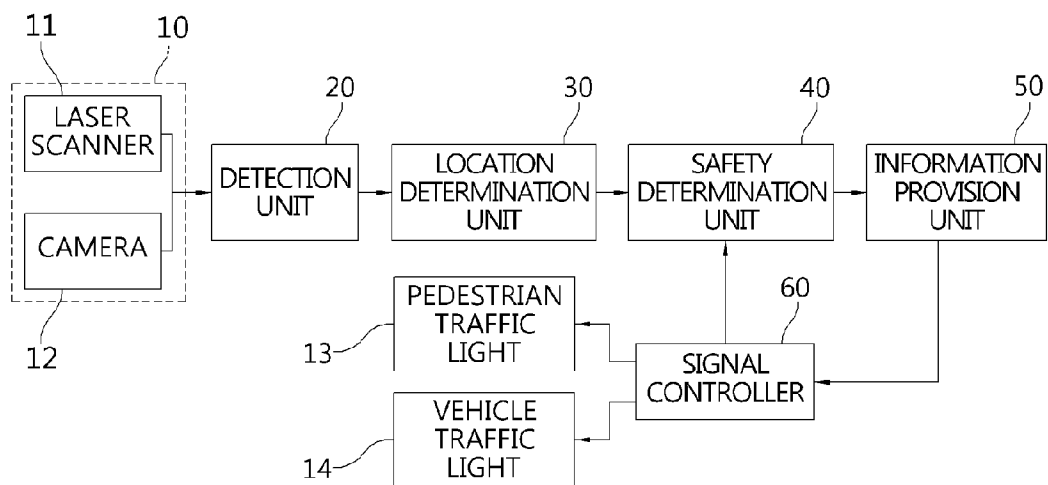 11
10
20
30
40
50
LASER
SCANNER
CAMERA
12
DETECTION
UNIT
LOCATION
DETERMINATION
UNIT
SAFETY
DETERMINATION
UNIT
INFORMATION
PROVISION
UNIT
PEDESTRIAN
TRAFFIC
LIGHT
13
60
SIGNAL
CONTROLLER
VEHICLE
TRAFFIC
LIGHT
14